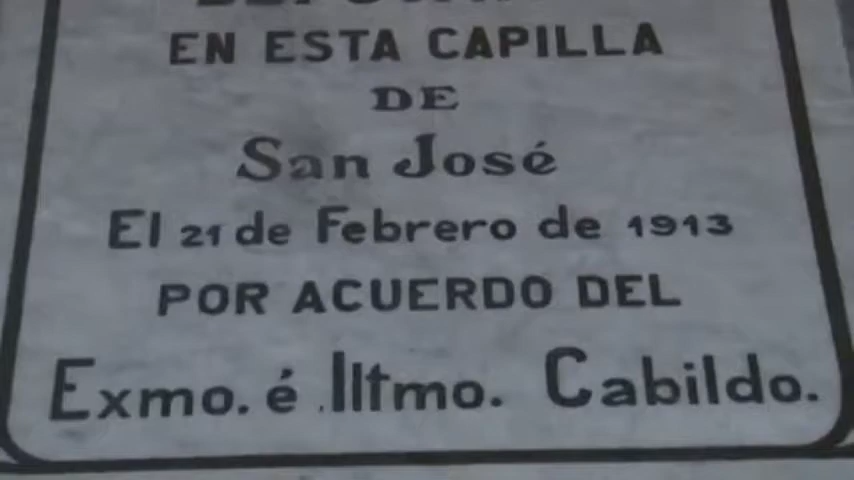 EN ESTA CAPILLA
DE
San José
El 21 de Febrero de 1913
POR ACUERDO DEL
Exmo. é Iltmo. Cabildo.